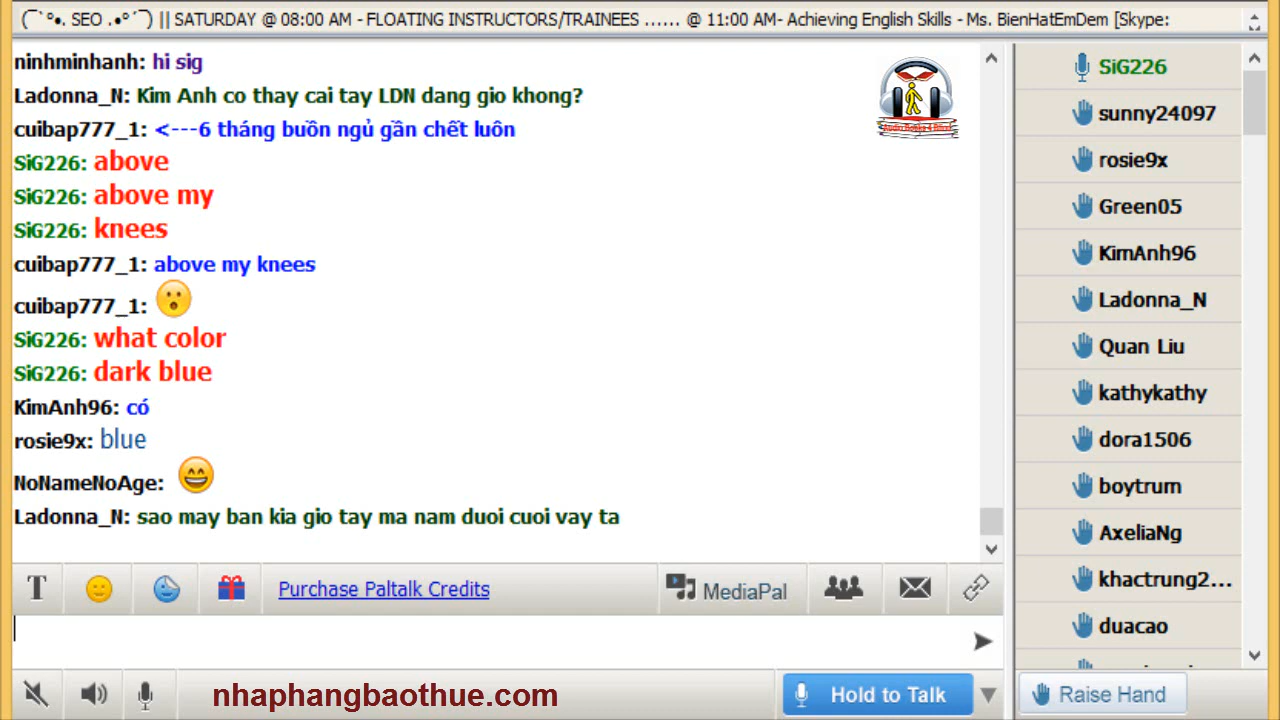 (¯`'°•. SEO .•°´¯) || SATURDAY @ 08:00 AM - FLOATING INSTRUCTORS/TRAINEES ...... @ 11:00 AM- Achieving English Skills - Ms. BienHatEmDem [Skype:
ninhminhanh: hi sig
Ladonna_N: Kim Anh co thay cai tay LDN dang gio khong?
cuibap777_1: <---6 tháng buồn ngủ gần chết luôn
SiG226: above
SiG226: above my
SiG226: knees
cuibap777_1: above my knees
cuibap777_1: 😮
SiG226: what color
SiG226: dark blue
KimAnh96: có
rosie9x: blue
NoNameNoAge: 😄
Ladonna_N: sao may ban kia gio tay ma nam duoi cuoi vay ta
T
Purchase Paltalk Credits
MediaPal
nhaphangbaothue.com
Hold to Talk
SiG226
sunny24097
rosie9x
Green05
KimAnh96
Ladonna_N
Quan Liu
kathykathy
dora1506
boytrum
AxeliaNg
khactrung2...
duacao
Raise Hand